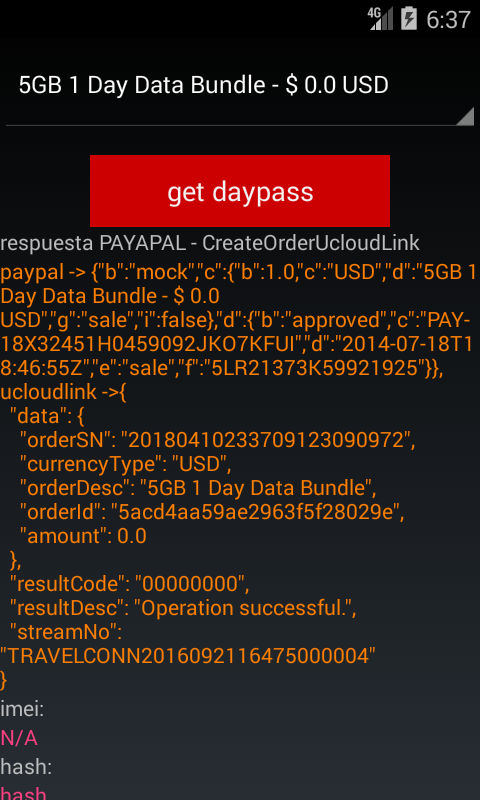 4G 6:37
5GB 1 Day Data Bundle - $ 0.0 USD
get daypass
respuesta PAYAPAL - CreateOrderUcloudLink
paypal -> {"b":"mock","c":{"b":1.0,"c":"USD","d":"5GB 1
Day Data Bundle - $ 0.0
USD","g":"sale","i":false},"d":{"b":"approved","c":"PAY-
18X32451H0459092JKO7KFUI","d":"2014-07-18T1
8:46:55Z","e":"sale","f":"5LR21373K59921925"}},
ucloudlink ->{
"data": {
"orderSN": "20180410233709123090972",
"currencyType": "USD",
"orderDesc": "5GB 1 Day Data Bundle",
"orderId": "5acd4aa59ae2963f5f28029e",
"amount": 0.0
},
"resultCode": "00000000",
"resultDesc": "Operation successful.",
"streamNo":
"TRAVELCONN2016092116475000004"
}
imei:
N/A
hash:
hash